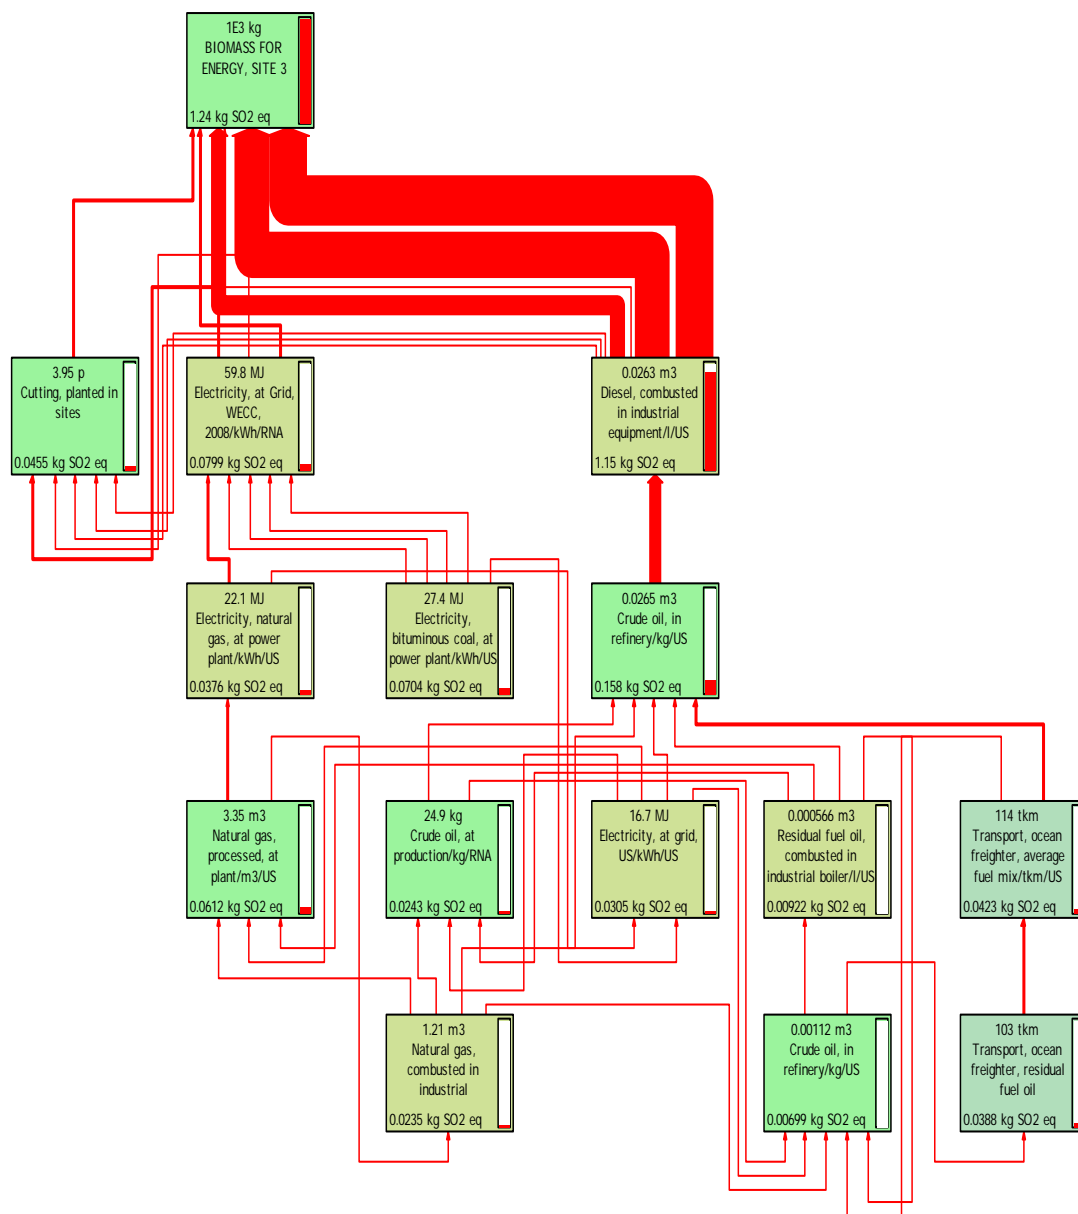 1E3 kg
BIOMASS FOR
ENERGY, SITE 3
1.24 kg SO2 eq
3.95 p
Cutting, planted in
sites
0.0455 kg SO2 eq
59.8 MJ
Electricity, at Grid,
WECC,
2008/kWh/RNA
0.0799 kg SO2 eq
0.0263 m3
Diesel, combusted
in industrial
equipment/l/US
1.15 kg SO2 eq
22.1 MJ
Electricity, natural
gas, at power
plant/kWh/US
0.0376 kg SO2 eq
27.4 MJ
Electricity,
bituminous coal, at
power plant/kWh/US
0.0704 kg SO2 eq
0.0265 m3
Crude oil, in
refinery/kg/US
0.158 kg SO2 eq
3.35 m3
Natural gas,
processed, at
plant/m3/US
0.0612 kg SO2 eq
24.9 kg
Crude oil, at
production/kg/RNA
0.0243 kg SO2 eq
16.7 MJ
Electricity, at grid,
US/kWh/US
0.0305 kg SO2 eq
0.000566 m3
Residual fuel oil,
combusted in
industrial boiler/l/US
0.00922 kg SO2 eq
114 tkm
Transport, ocean
freighter, average
fuel mix/tkm/US
0.0423 kg SO2 eq
1.21 m3
Natural gas,
combusted in
industrial
0.0235 kg SO2 eq
0.00112 m3
Crude oil, in
refinery/kg/US
0.00699 kg SO2 eq
103 tkm
Transport, ocean
freighter, residual
fuel oil
0.0388 kg SO2 eq